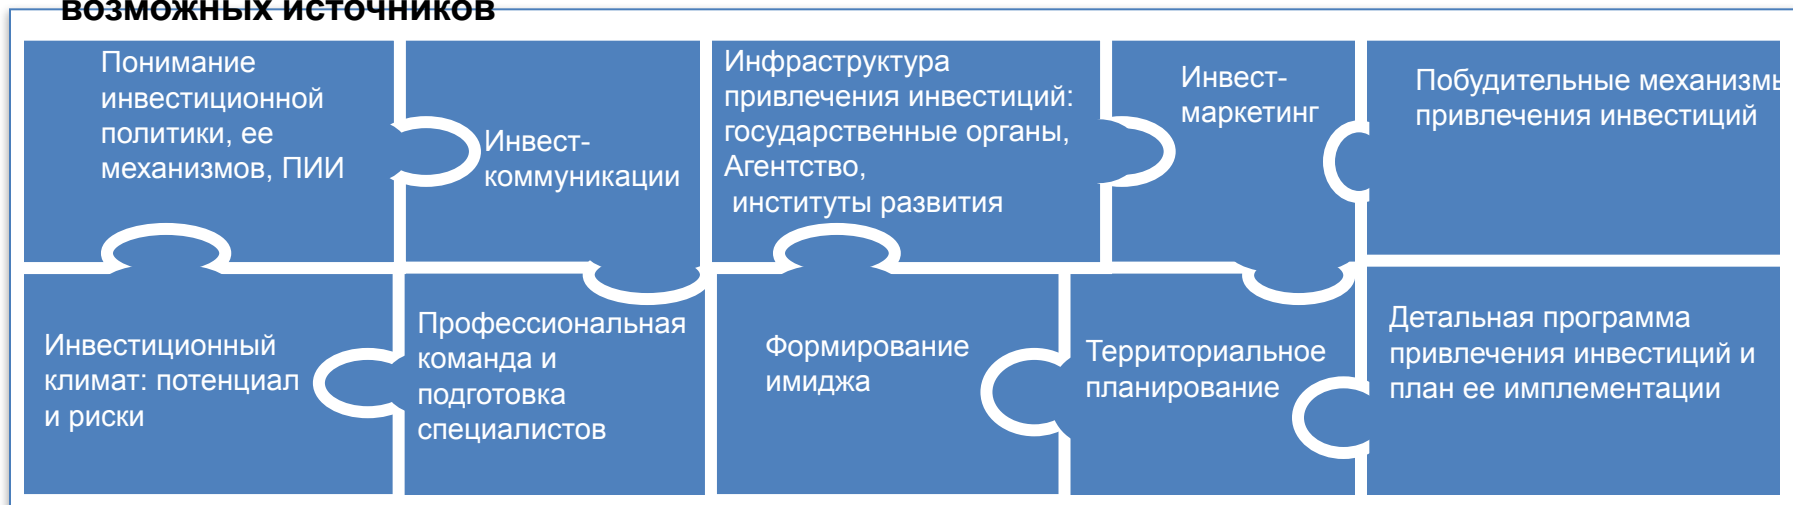 возможных источников
Понимание
инвестиционной
политики, ее
механизмов, ПИИ
Инвест-
коммуникации
Инфраструктура
привлечения инвестиций:
государственные органы,
Агентство,
институты развития
Инвест-
маркетинг
Побудительные механизмы
привлечения инвестиций
Инвестиционный
климат: потенциал
и риски
Профессиональная
команда и
подготовка
специалистов
Формирование
имиджа
Территориальное
планирование
Детальная программа
привлечения инвестиций и
план ее имплементации